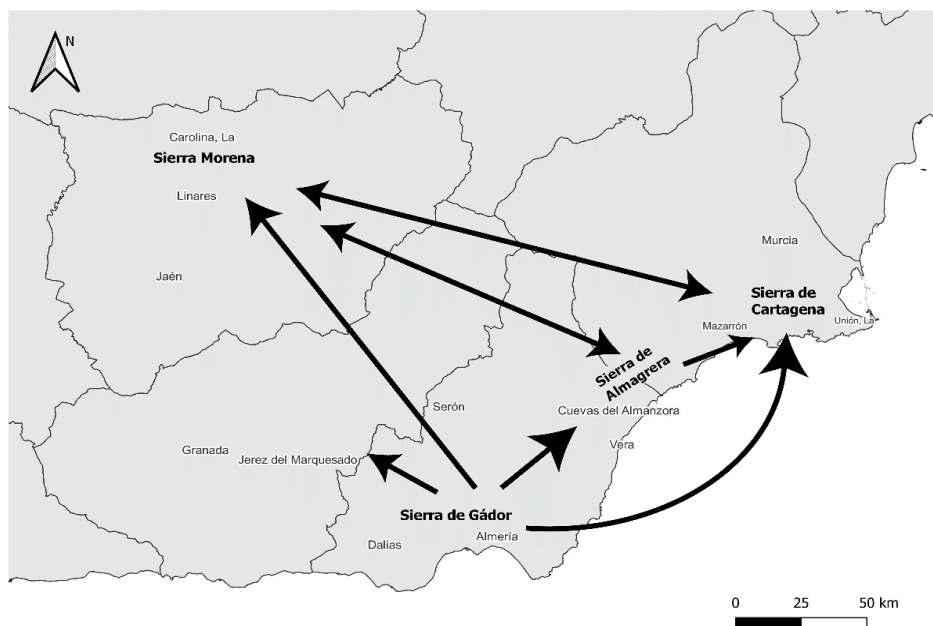 N
Carolina, La
Sierra Morena
Linares
Murcia
Jaén
Sierra de
Cartagena
Unión, La
Mazarrón
Sierra de
Almagrera
Serón
Cuevas del Almanzora
Vera
Granada
Jerez del Marquesado
Sierra de Gádor
Almería
Dalias
0 25 50 km